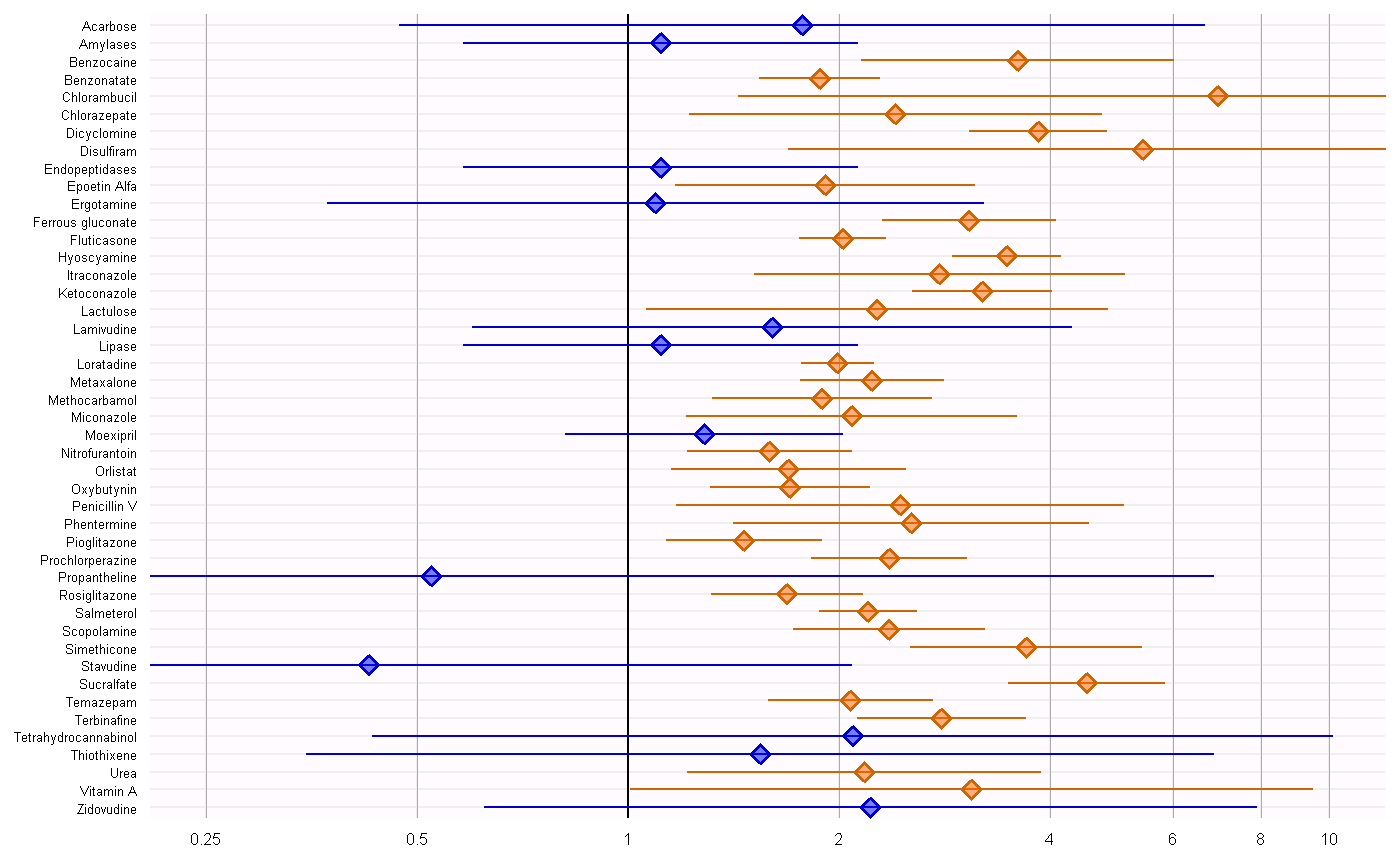 Acarbose
Amylases
Benzocaine
Benzonatate
Chlorambucil
Chlorazepate
Dicyclomine
Disulfiram
Endopeptidases
Epoetin Alfa
Ergotamine
Ferrous gluconate
Fluticasone
Hyoscyamine
Itraconazole
Ketoconazole
Lactulose
Lamivudine
Lipase
Loratadine
Metaxalone
Methocarbamol
Miconazole
Moexipril
Nitrofurantoin
Orlistat
Oxybutynin
Penicillin V
Phentermine
Pioglitazone
Prochlorperazine
Propantheline
Rosiglitazone
Salmeterol
Scopolamine
Simethicone
Stavudine
Sucralfate
Temazepam
Terbinafine
Tetrahydrocannabinol
Thiothixene
Urea
Vitamin A
Zidovudine
0.25 0.5 1 2 4 6 8 10